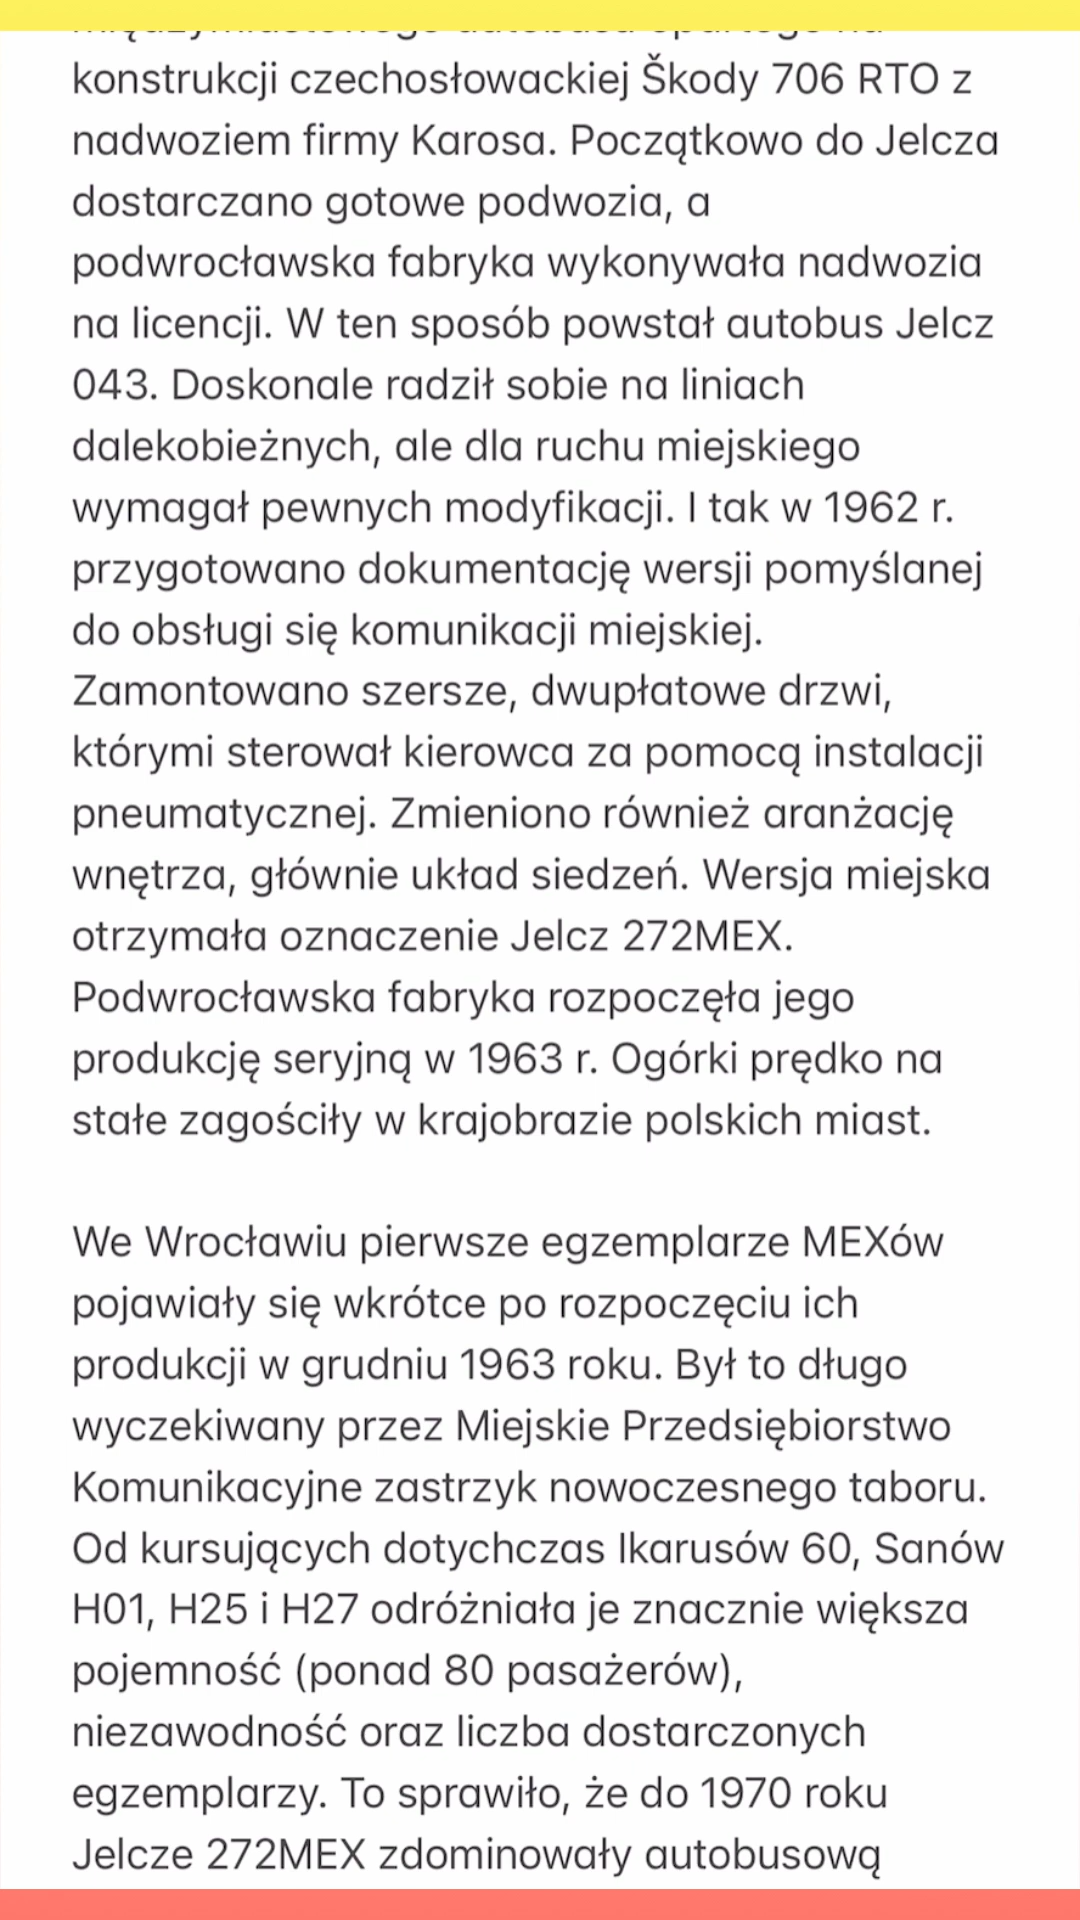 konstrukcji czechosłowackiej Škody 706 RTO z
nadwoziem firmy Karosa. Początkowo do Jelcza
dostarczano gotowe podwozia, a
podwrocławska fabryka wykonywała nadwozia
na licencji. W ten sposób powstał autobus Jelcz
043. Doskonale radził sobie na liniach
dalekobieżnych, ale dla ruchu miejskiego
wymagał pewnych modyfikacji. I tak w 1962 r.
przygotowano dokumentację wersji pomyślanej
do obsługi się komunikacji miejskiej.
Zamontowano szersze, dwupłatowe drzwi,
którymi sterował kierowca za pomocą instalacji
pneumatycznej. Zmieniono również aranżację
wnętrza, głównie układ siedzeń. Wersja miejska
otrzymała oznaczenie Jelcz 272MEX.
Podwrocławska fabryka rozpoczęła jego
produkcję seryjną w 1963 r. Ogórki prędko na
stałe zagościły w krajobrazie polskich miast.
We Wrocławiu pierwsze egzemplarze MEXów
pojawiały się wkrótce po rozpoczęciu ich
produkcji w grudniu 1963 roku. Był to długo
wyczekiwany przez Miejskie Przedsiębiorstwo
Komunikacyjne zastrzyk nowoczesnego taboru.
Od kursujących dotychczas Ikarusów 60, Sanów
H01, H25 i H27 odróżniała je znacznie większa
pojemność (ponad 80 pasażerów),
niezawodność oraz liczba dostarczonych
egzemplarzy. To sprawiło, że do 1970 roku
Jelcze 272MEX zdominowały autobusową